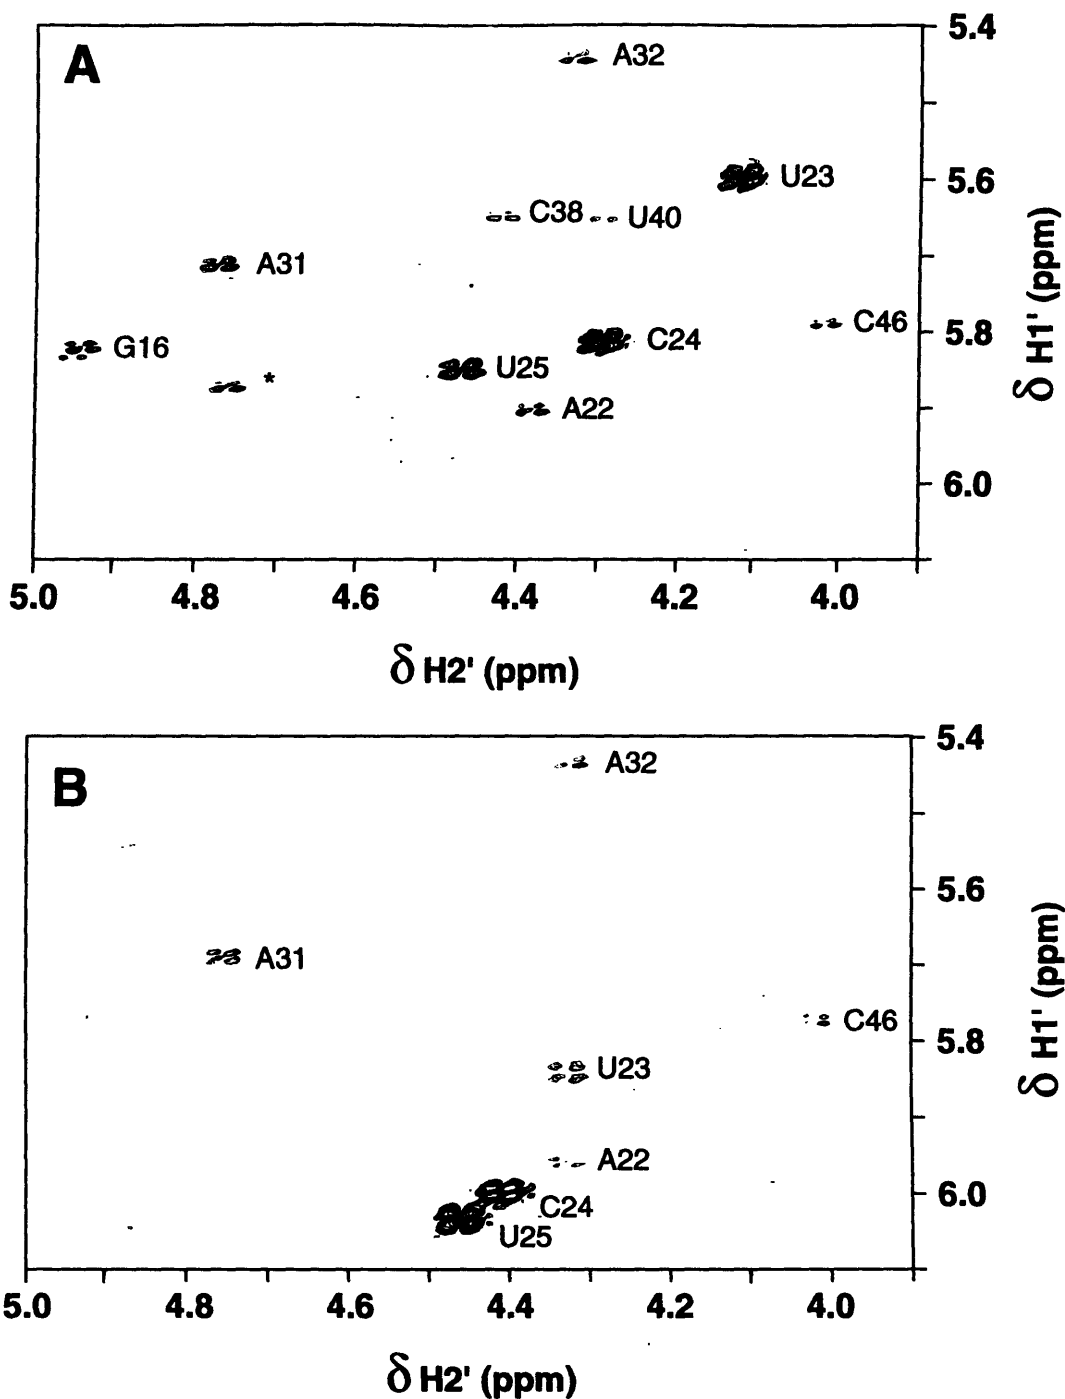 A
A32
5.4
U23
5.6
C38
U40
A31
C46
5.8
G16
C24
U25
*
A22
6.0
δ H1' (ppm)
5.0 4.8 4.6 4.4 4.2 4.0
δ H2' (ppm)
B
5.4
A32
5.6
A31
C46
5.8
U23
A22
6.0
C24
U25
δ H1' (ppm)
5.0 4.8 4.6 4.4 4.2 4.0
δ H2' (ppm)